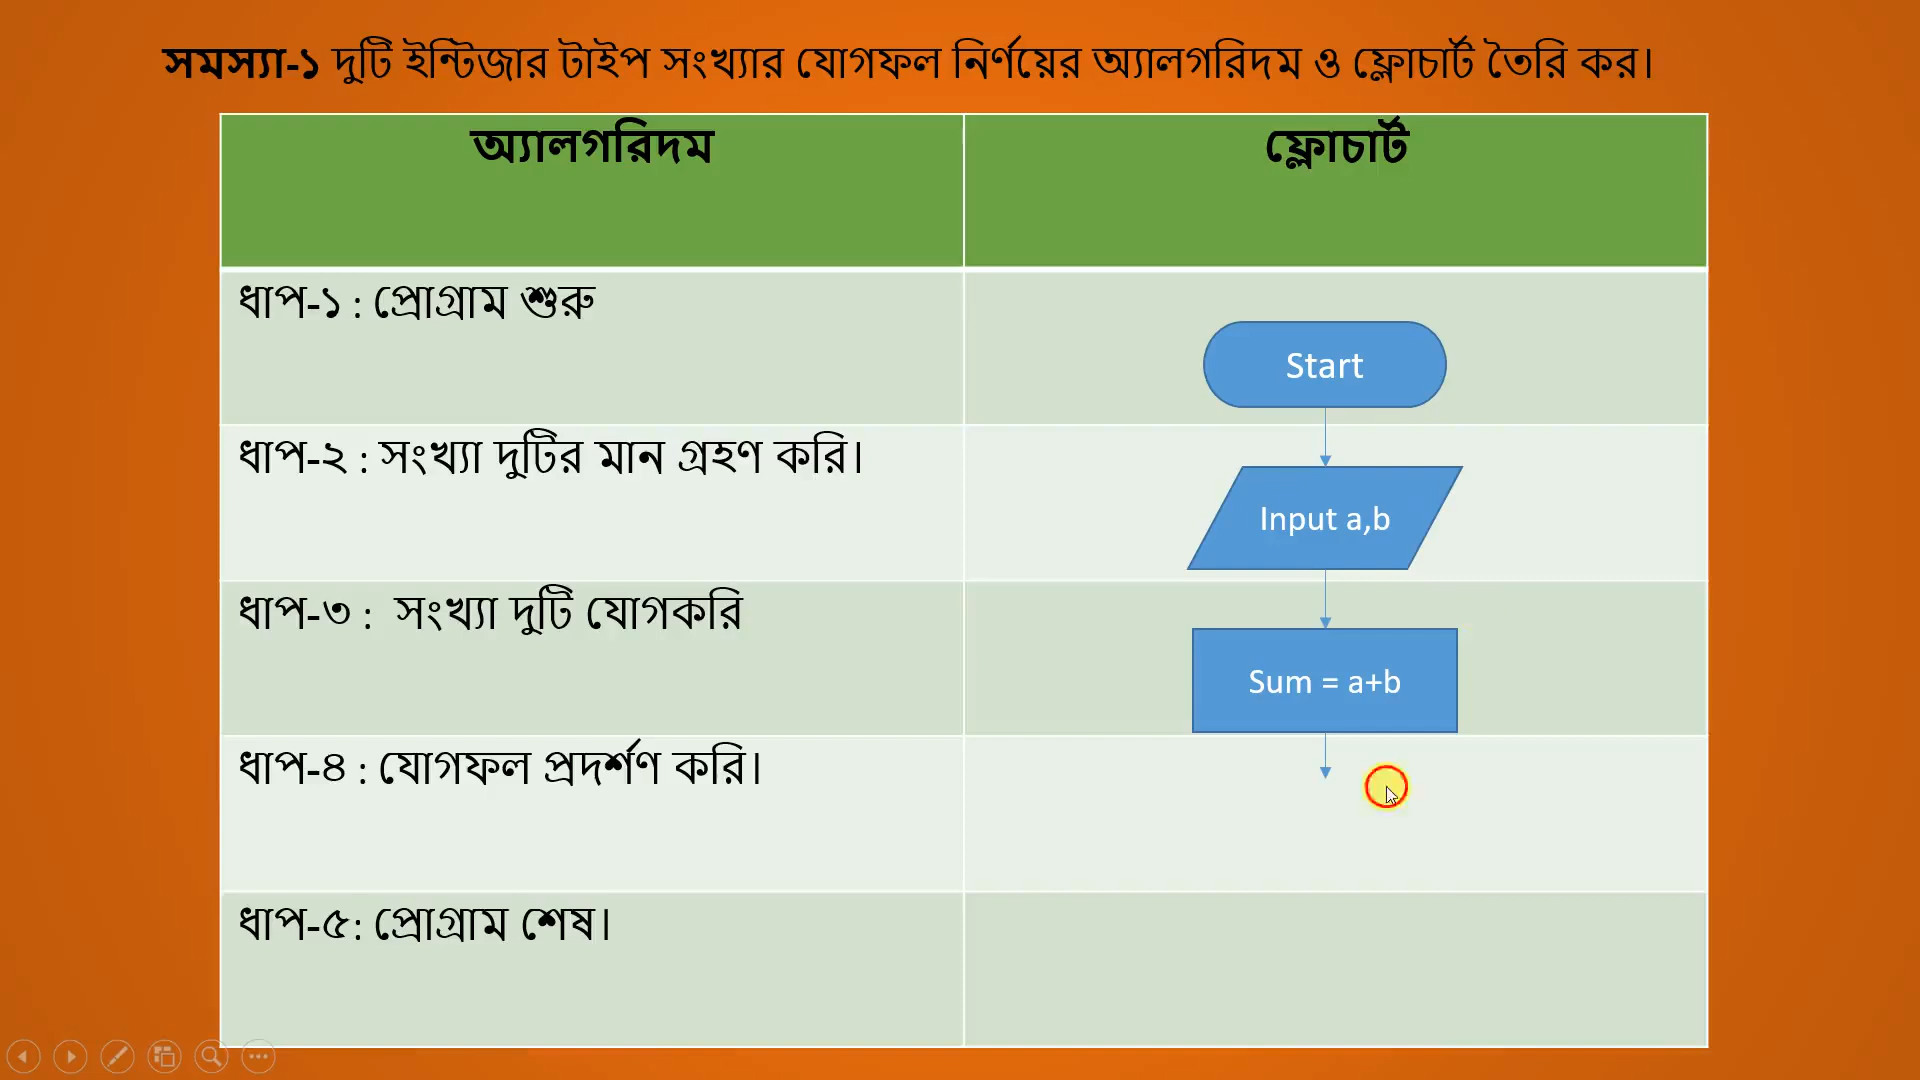 সমস্যা-১ দুটি ইন্টিজার টাইপ সংখ্যার যোগফল নির্ণয়ের অ্যালগরিদম ও ফ্লোচার্ট তৈরি কর।
অ্যালগরিদম
ফ্লোচার্ট
ধাপ-১ : প্রোগ্রাম শুরু
Start
ধাপ-২ : সংখ্যা দুটির মান গ্রহণ করি।
Input a,b
ধাপ-৩ : সংখ্যা দুটি যোগকরি
Sum = a+b
ধাপ-৪ : যোগফল প্রদর্শণ করি।
ধাপ-৫: প্রোগ্রাম শেষ।